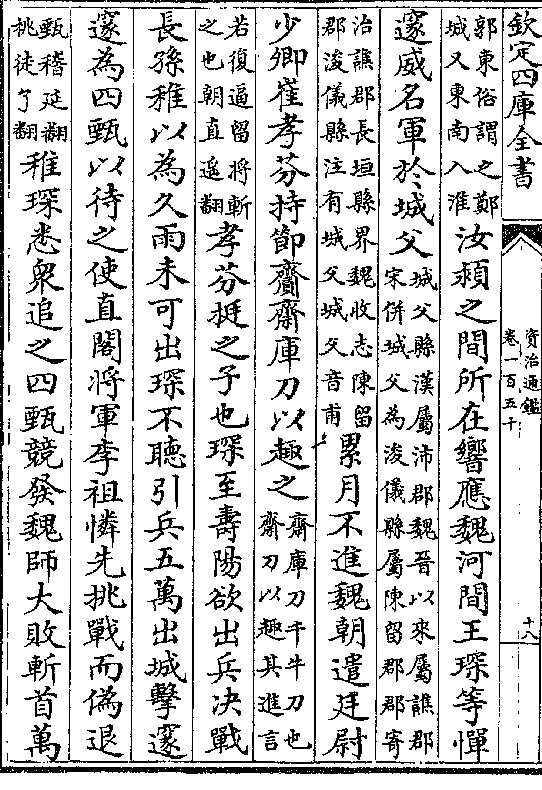 欽定四庫全書
資治通鑑
卷一百五十
十八
郭東俗謂之鄭
城又東南入淮
汝潁之間所在響應魏河間王琛等憚
邃威名軍於城父
城父縣漢屬沛郡魏晉以來屬譙郡
宋併城父為浚儀縣屬陳留郡郡寄
治譙郡長垣縣界魏收志陳留
郡浚儀縣注有城父城父音甫
累月不進魏朝遣廷尉
少卿崔孝芬持節齎齋庫刀以趣之
齋庫刀千牛刀也
齋刀以趣其進言
若復逗留將斬
之也朝直遥翻
孝芬挺之子也琛至壽陽欲出兵決戰
長孫稚以為久雨未可出琛不聽引兵五萬出城擊邃
邃為四甄以待之使直閤將軍李祖憐先挑戰而偽退
甄稽延翻
挑徒了翻
稚琛悉衆追之四甄競發魏師大敗斬首萬